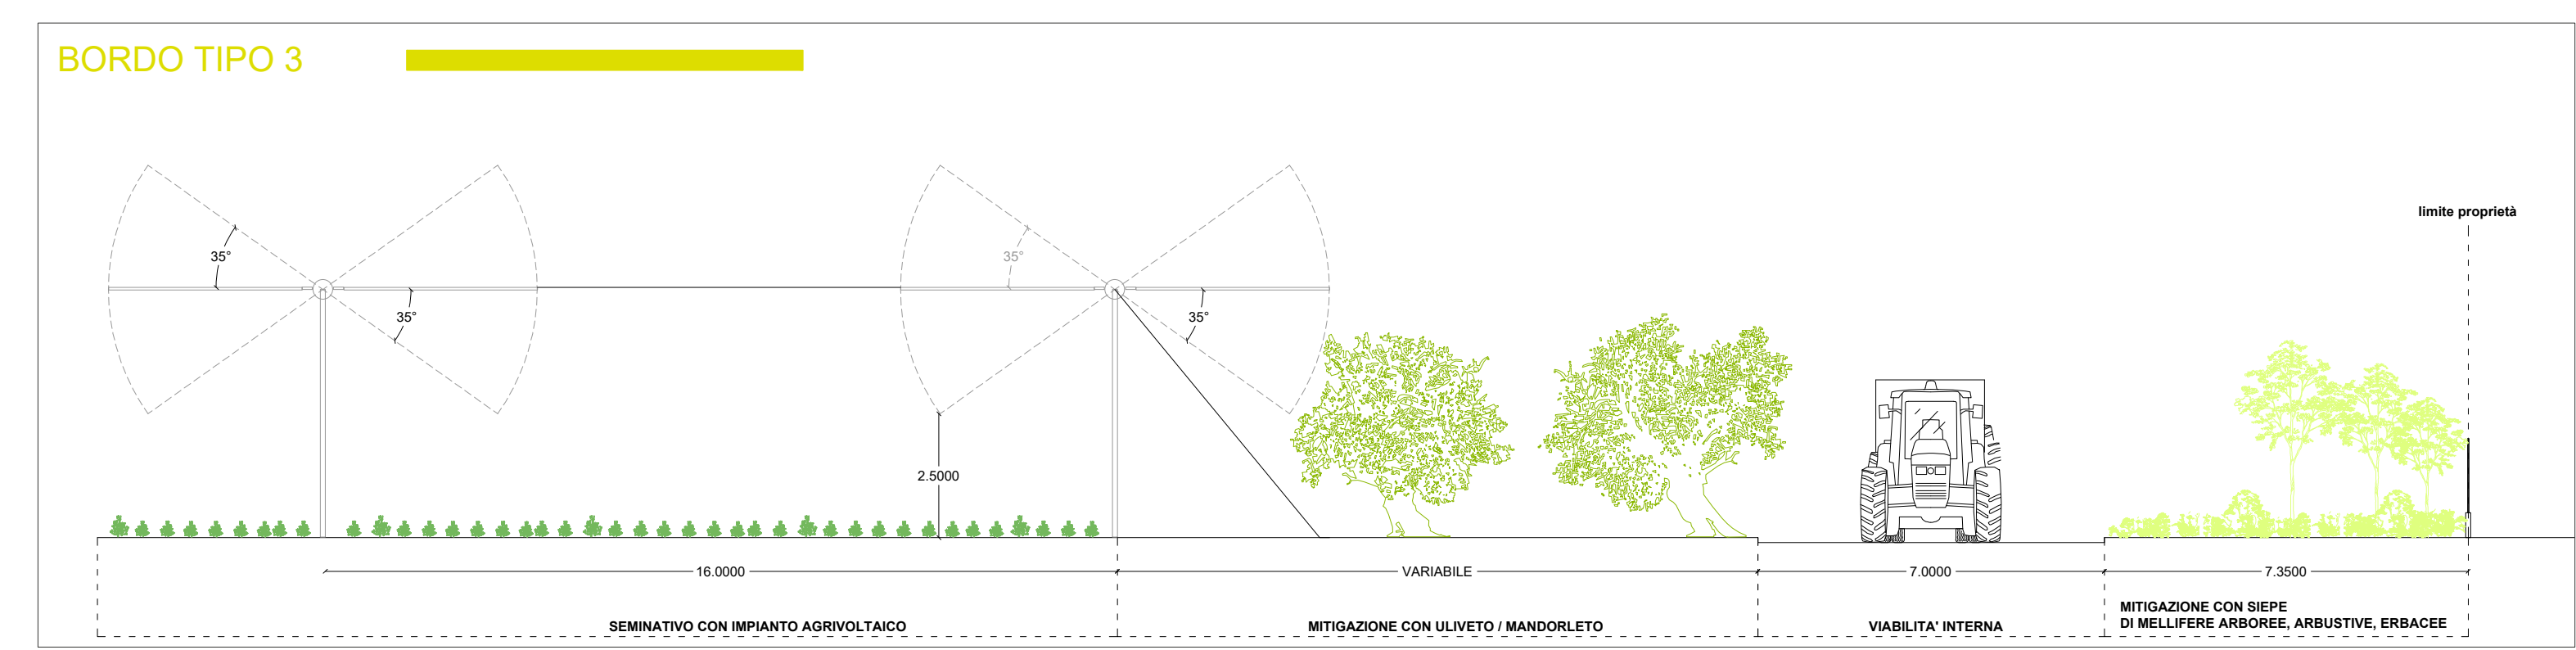 BORDO TIPO 3
limite proprietà
35°
35°
35°
35°
2.5000
16.0000
VARIABILE
7.0000
7.3500
SEMINATIVO CON IMPIANTO AGRIVOLTAICO
MITIGAZIONE CON ULIVETO / MANDORLETO
VIABILITA' INTERNA
MITIGAZIONE CON SIEPE
DI MELLIFERE ARBOREE, ARBUSTIVE, ERBACEE